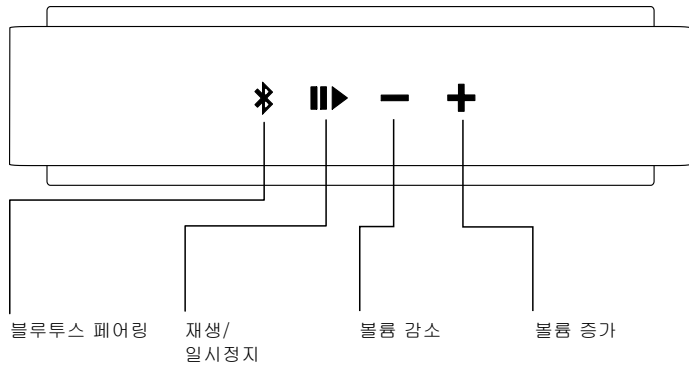 블루투스 페어링
재생/
일시정지
볼륨 감소
볼륨 증가